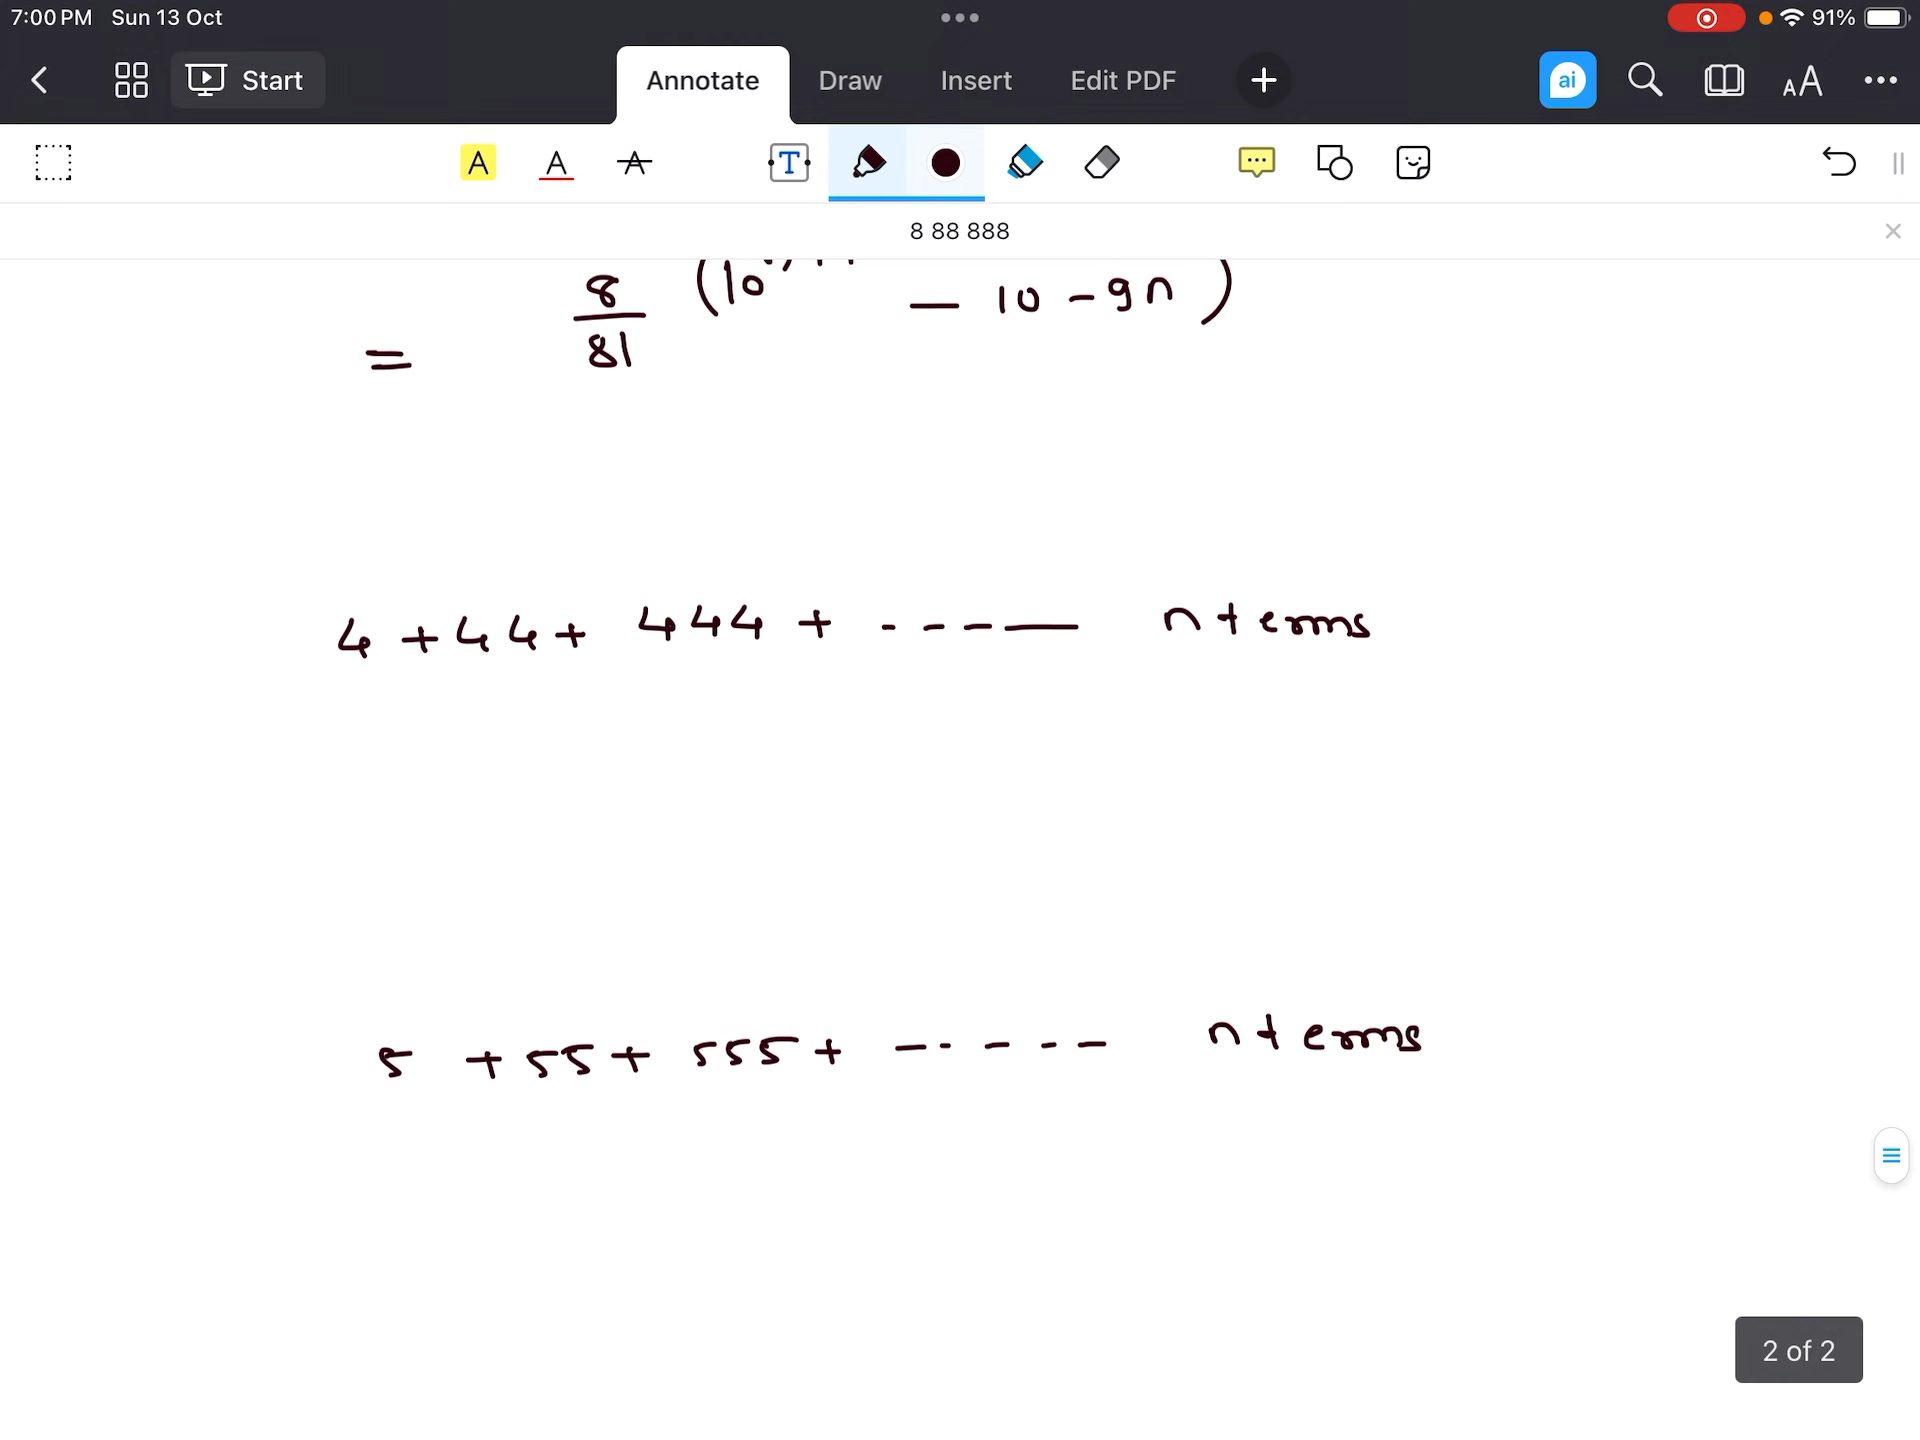 7:00 PM Sun 13 Oct 91%
Start Annotate Draw Insert Edit PDF + ai AA
A A A T
8 88 888
= 8/81 (10 — 10 - 9n)
4 + 44 + 444 + - - - — n terms
5 + 55 + 555 + - - - - - n terms
2 of 2